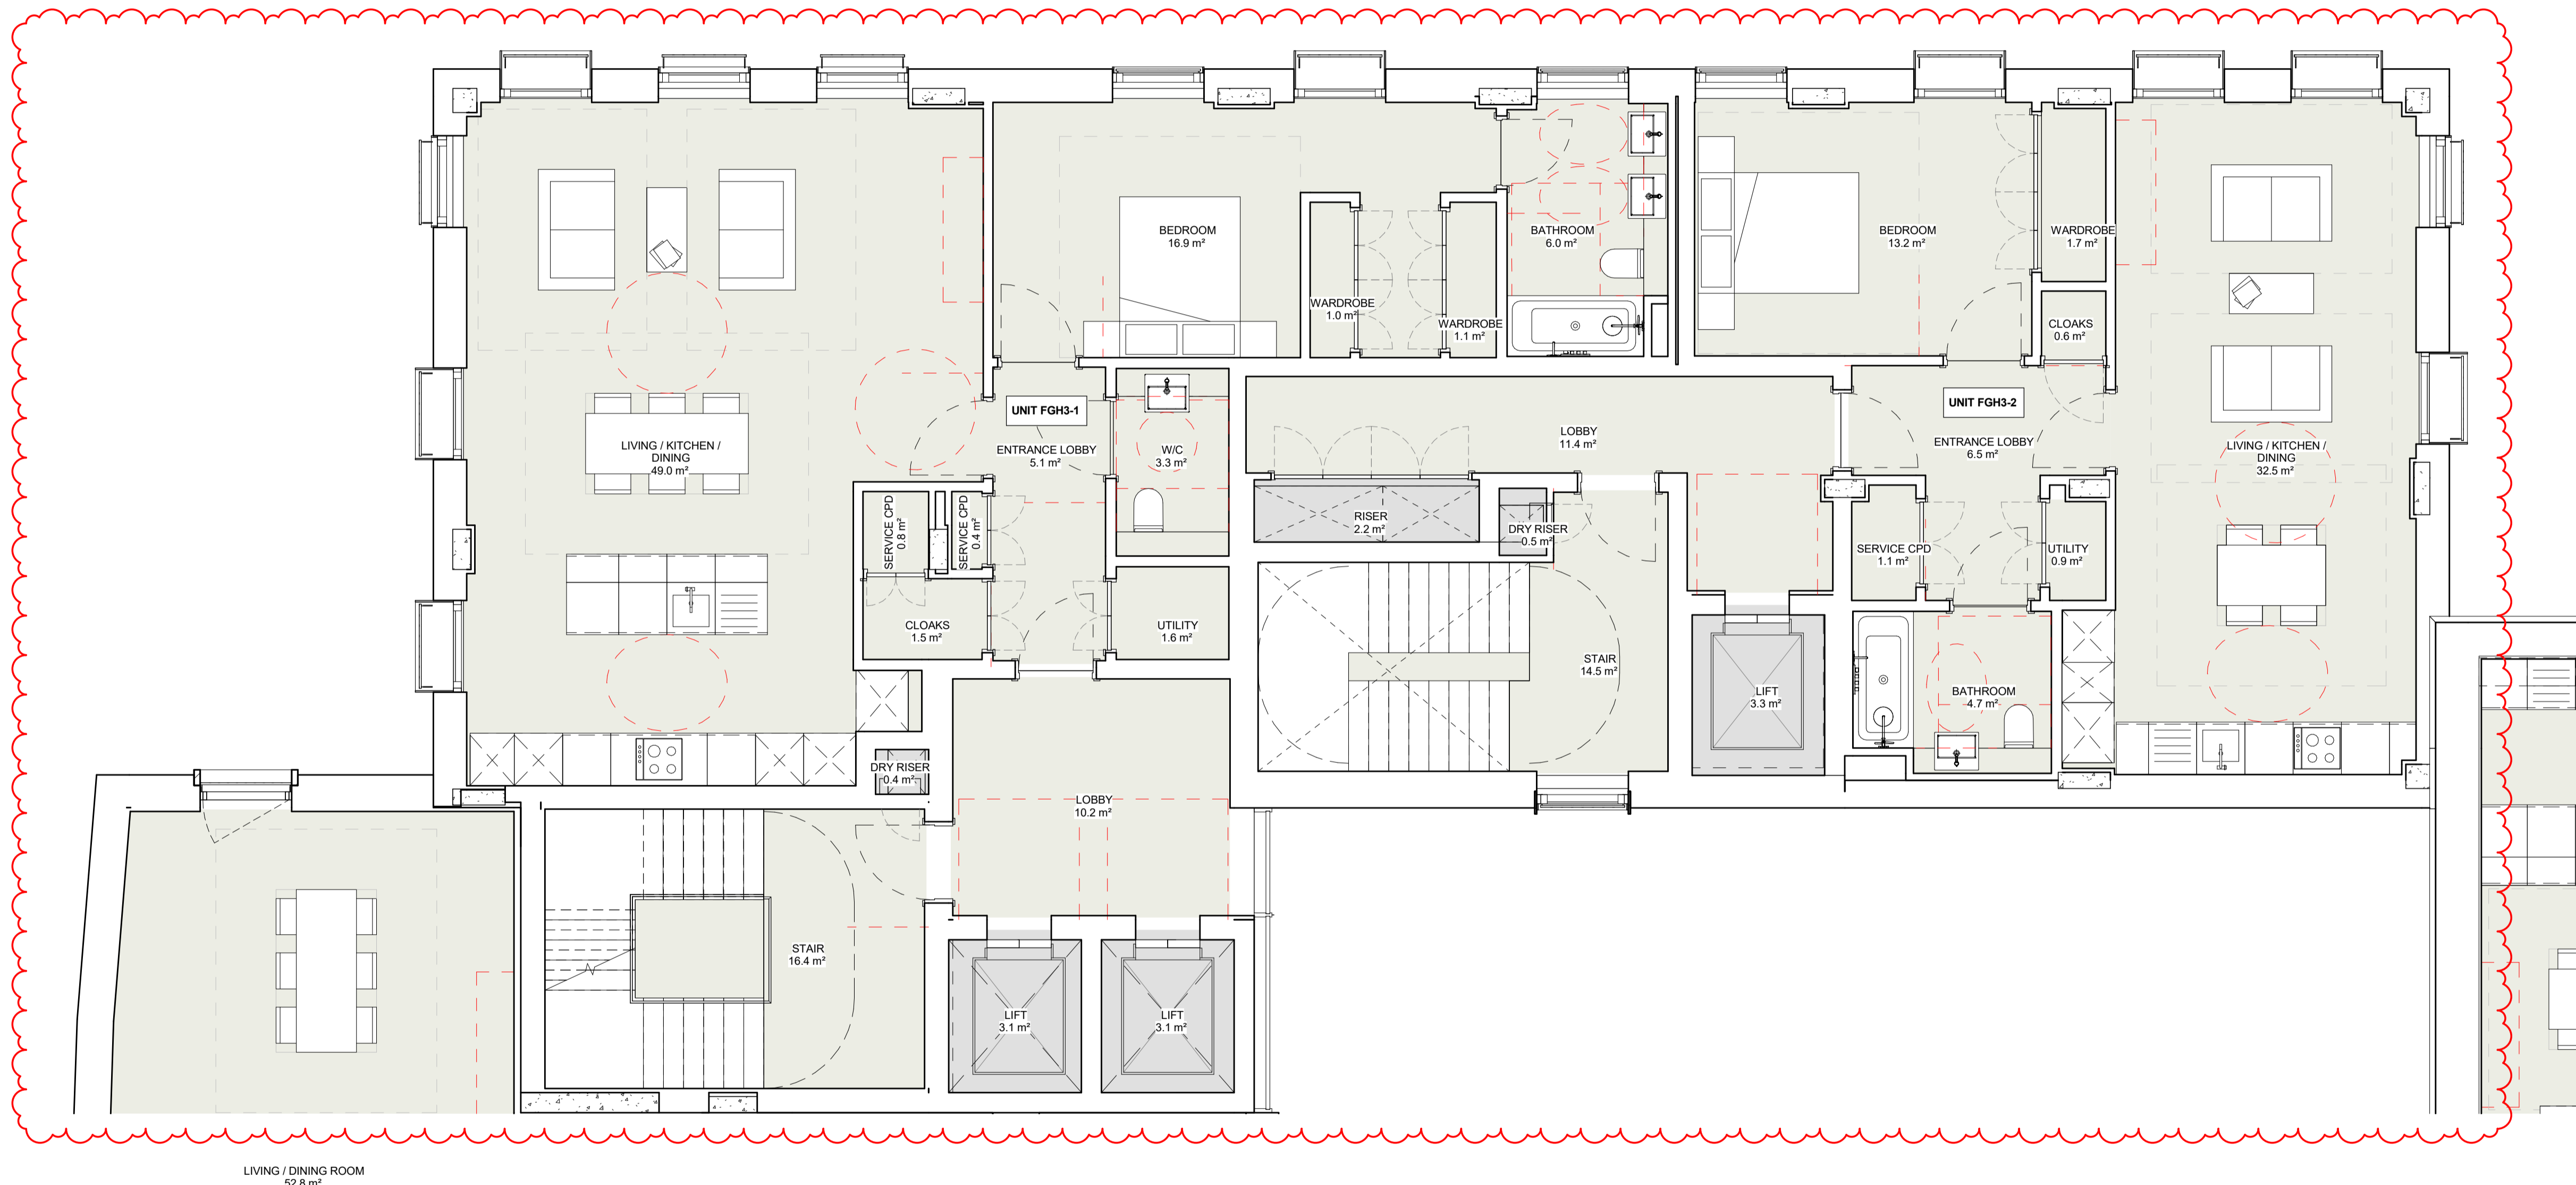 BEDROOM
16.9 m²
BATHROOM
6.0 m²
BEDROOM
13.2 m²
WARDROBE
1.7 m²
WARDROBE
1.0 m²
WARDROBE
1.1 m²
CLOAKS
0.6 m²
UNIT FGH3-1
UNIT FGH3-2
LIVING / KITCHEN /
DINING
49.0 m²
ENTRANCE LOBBY
5.1 m²
W/C
3.3 m²
LOBBY
11.4 m²
ENTRANCE LOBBY
6.5 m²
LIVING / KITCHEN /
DINING
32.5 m²
SERVICE CPD
0.8 m²
SERVICE CPD
0.4 m²
RISER
2.2 m²
DRY RISER
0.5 m²
SERVICE CPD
1.1 m²
UTILITY
0.9 m²
CLOAKS
1.5 m²
UTILITY
1.6 m²
STAIR
14.5 m²
LIFT
3.3 m²
BATHROOM
4.7 m²
DRY RISER
0.4 m²
LOBBY
10.2 m²
STAIR
16.4 m²
LIFT
3.1 m²
LIFT
3.1 m²
LIVING / DINING ROOM
52.8 m²